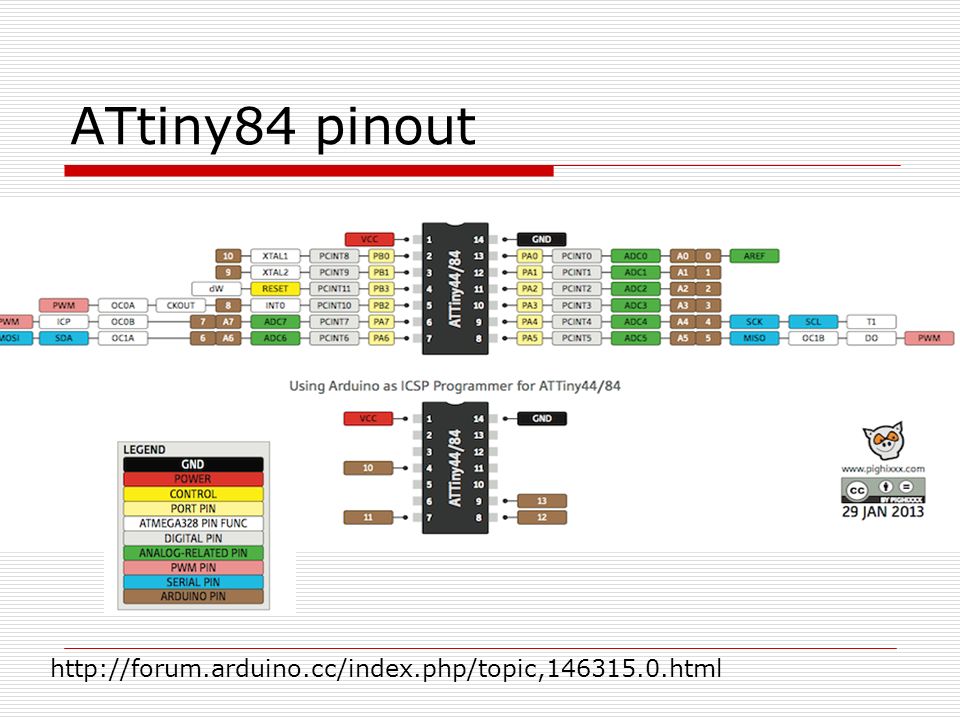 ATtiny84 pinout
VCC 1 14 GND
10 XTAL1 PCINT8 PB0 2 13 PA0 PCINT0 ADC0 A0 0 AREF
9 XTAL2 PCINT9 PB1 3 12 PA1 PCINT1 ADC1 A1 1
dW RESET PCINT11 PB3 4 11 PA2 PCINT2 ADC2 A2 2
PWM OC0A CKOUT 8 INT0 PCINT10 PB2 5 10 PA3 PCINT3 ADC3 A3 3
PWM ICP OC0B 7 A7 ADC7 PCINT7 PA7 6 9 PA4 PCINT4 ADC4 A4 4 SCK SCL T1
MOSI SDA OC1A 6 A6 ADC6 PCINT6 PA6 7 8 PA5 PCINT5 ADC5 A5 5 MISO OC1B DO PWM
ATTiny44/84
Using Arduino as ICSP Programmer for ATTiny44/84
VCC 1 14 GND
2 13
3 12
10 4 11
5 10
6 9 13
11 7 8 12
ATTiny44/84
LEGEND
GND
POWER
CONTROL
PORT PIN
ATMEGA328 PIN FUNC
DIGITAL PIN
ANALOG-RELATED PIN
PWM PIN
SERIAL PIN
ARDUINO PIN
www.pighixxx.com
cc
BY PIGHIXXX
29 JAN 2013
http://forum.arduino.cc/index.php/topic,146315.0.html